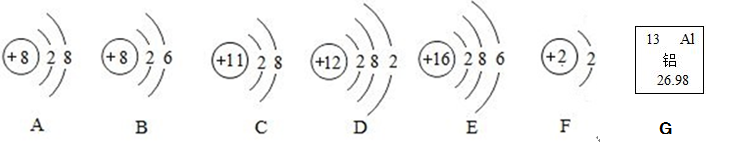 +8 2 8
+8 2 6
+11 2 8
+12 2 8 2
+16 2 8 6
+2 2
13 Al
铝
26.98
A B C D E F G